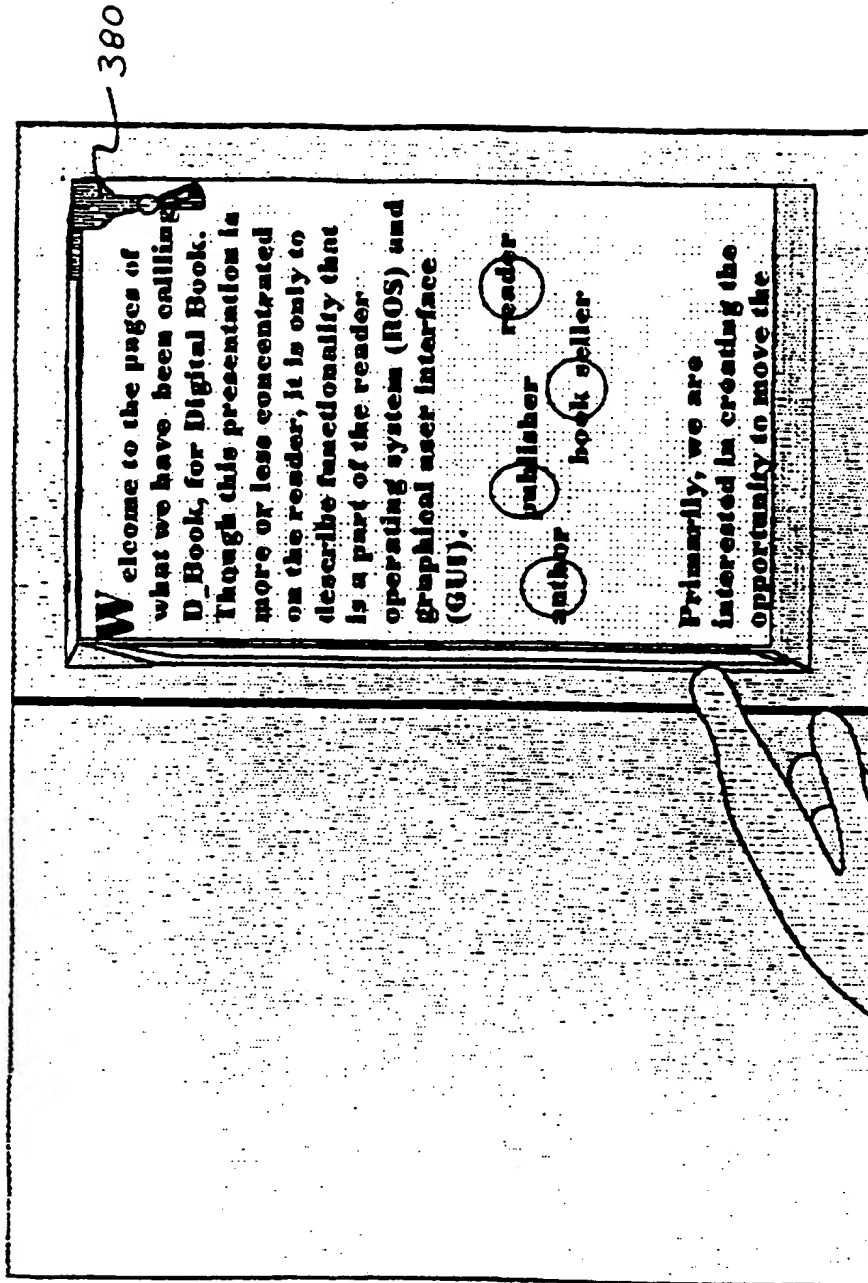 380
Welcome to the pages of
what we have been callling
D_Book, for Digital Book.
Though this presentation is
more or less concentrated
on the reader, it is only to
describe functionality that
is a part of the reader
operating system (ROS) and
graphical user interface
(GUI).
author publisher book seller reader
Primarily, we are
interested in creating the
opportunity to move the